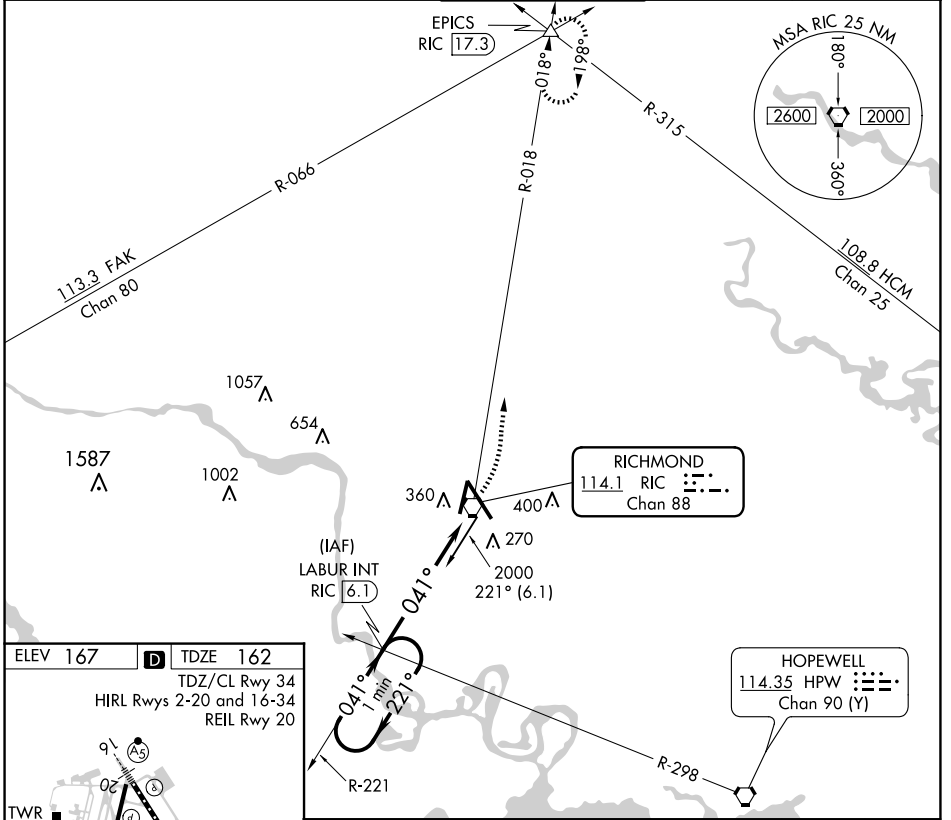 EPICS
RIC 17.3
018°
198°
MSA RIC 25 NM
180°
2600
2000
360°
R-066
R-018
R-315
113.3 FAK
Chan 80
108.8 HCM
Chan 25
1057
654
1587
1002
360
400
270
RICHMOND
114.1 RIC
Chan 88
(IAF)
LABUR INT
RIC 6.1
041°
2000
221° (6.1)
041°
1 min
221°
R-221
R-298
HOPEWELL
114.35 HPW
Chan 90 (Y)
ELEV 167
D
TDZE 162
TDZ/CL Rwy 34
HIRL Rwys 2-20 and 16-34
REIL Rwy 20
16
A5
20
P
P
TWR